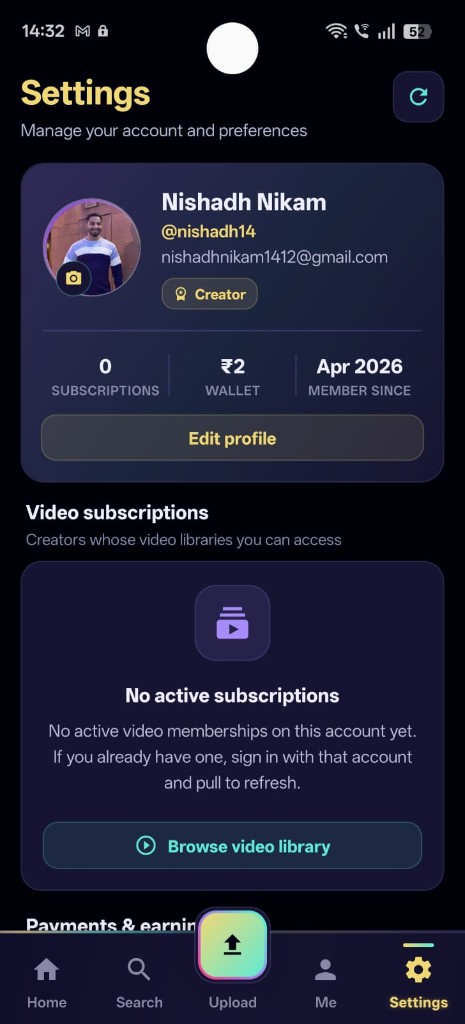 14:32
52
Settings
Manage your account and preferences
Nishadh Nikam
@nishadh14
nishadhnikam1412@gmail.com
Creator
0
SUBSCRIPTIONS
₹2
WALLET
Apr 2026
MEMBER SINCE
Edit profile
Video subscriptions
Creators whose video libraries you can access
No active subscriptions
No active video memberships on this account yet.
If you already have one, sign in with that account
and pull to refresh.
Browse video library
Payments & earnin
Home
Search
Upload
Me
Settings